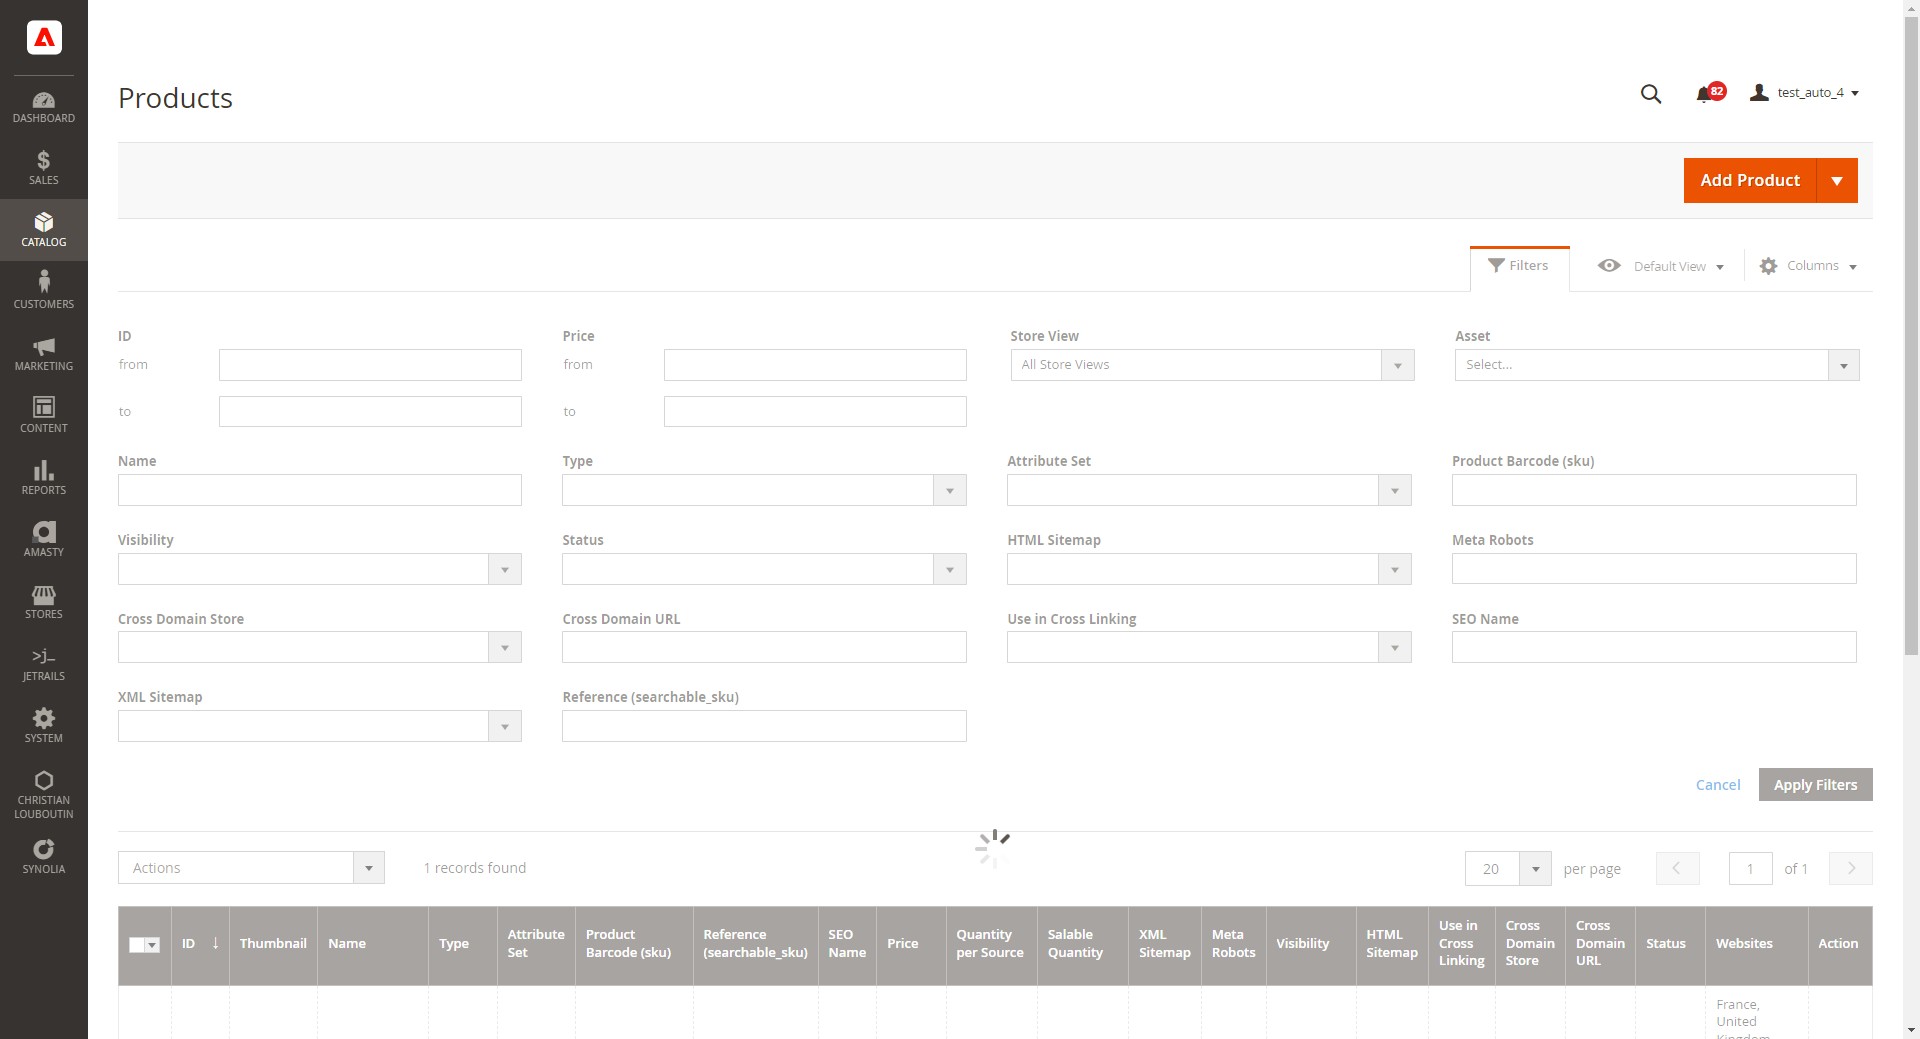 Products
82
test_auto_4
DASHBOARD
SALES
CATALOG
CUSTOMERS
MARKETING
CONTENT
REPORTS
AMASTY
STORES
>j_
JETRAILS
SYSTEM
CHRISTIAN
LOUBOUTIN
SYNOLIA
Add Product
Filters
Default View
Columns
ID
Price
Store View
Asset
from
from
All Store Views
Select...
to
to
Name
Type
Attribute Set
Product Barcode (sku)
Visibility
Status
HTML Sitemap
Meta Robots
Cross Domain Store
Cross Domain URL
Use in Cross Linking
SEO Name
XML Sitemap
Reference (searchable_sku)
Cancel
Apply Filters
Actions
1 records found
20
per page
1
of 1
ID ↓
Thumbnail
Name
Type
Attribute
Set
Product
Barcode (sku)
Reference
(searchable_sku)
SEO
Name
Price
Quantity
per Source
Salable
Quantity
XML
Sitemap
Meta
Robots
Visibility
HTML
Sitemap
Use in
Cross
Linking
Cross
Domain
Store
Cross
Domain
URL
Status
Websites
Action
France,
United
Kingdom